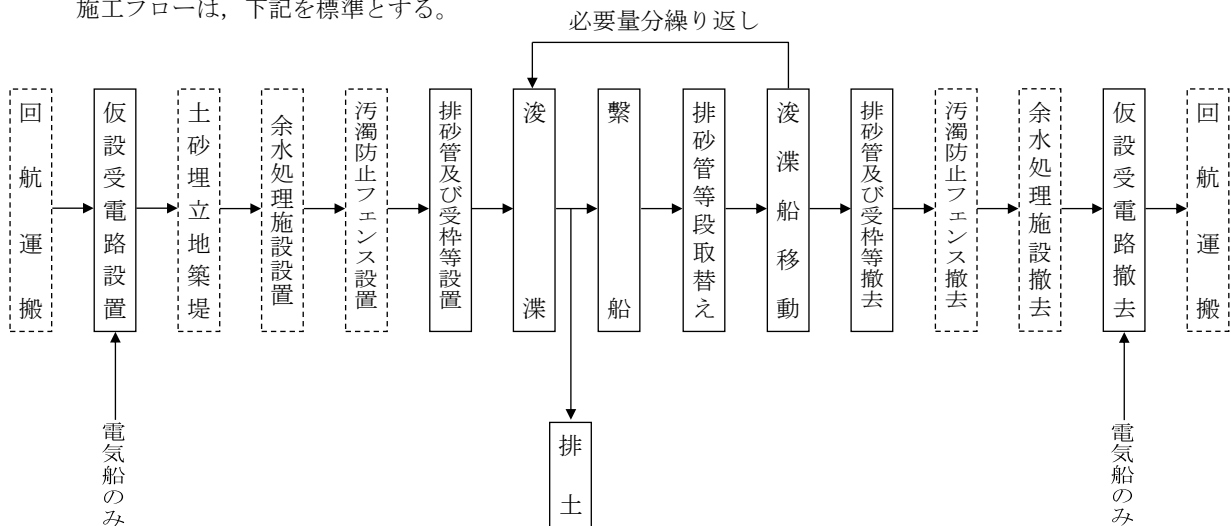 施工フローは，下記を標準とする。
必要量分繰り返し
回航運搬
仮設受電路設置
土砂埋立地築堤
余水処理施設設置
汚濁防止フェンス設置
排砂管及び受枠等設置
浚渫
繫船
排砂管等段取替え
浚渫船移動
排砂管及び受枠等撤去
汚濁防止フェンス撤去
余水処理施設撤去
仮設受電路撤去
回航運搬
電気船のみ
排土
電気船のみ